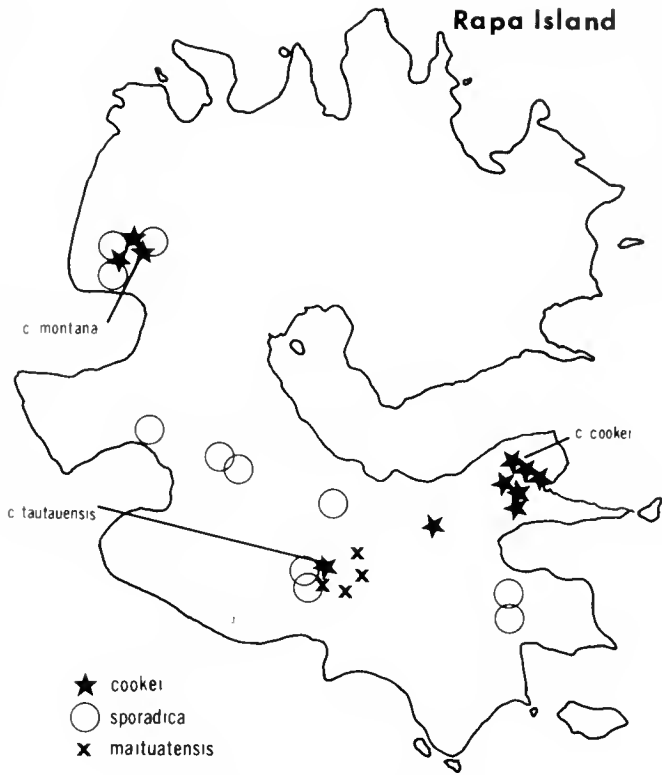 Rapa Island
c montana
c cookei
c tautauensis
cookei
sporadica
maituatensis